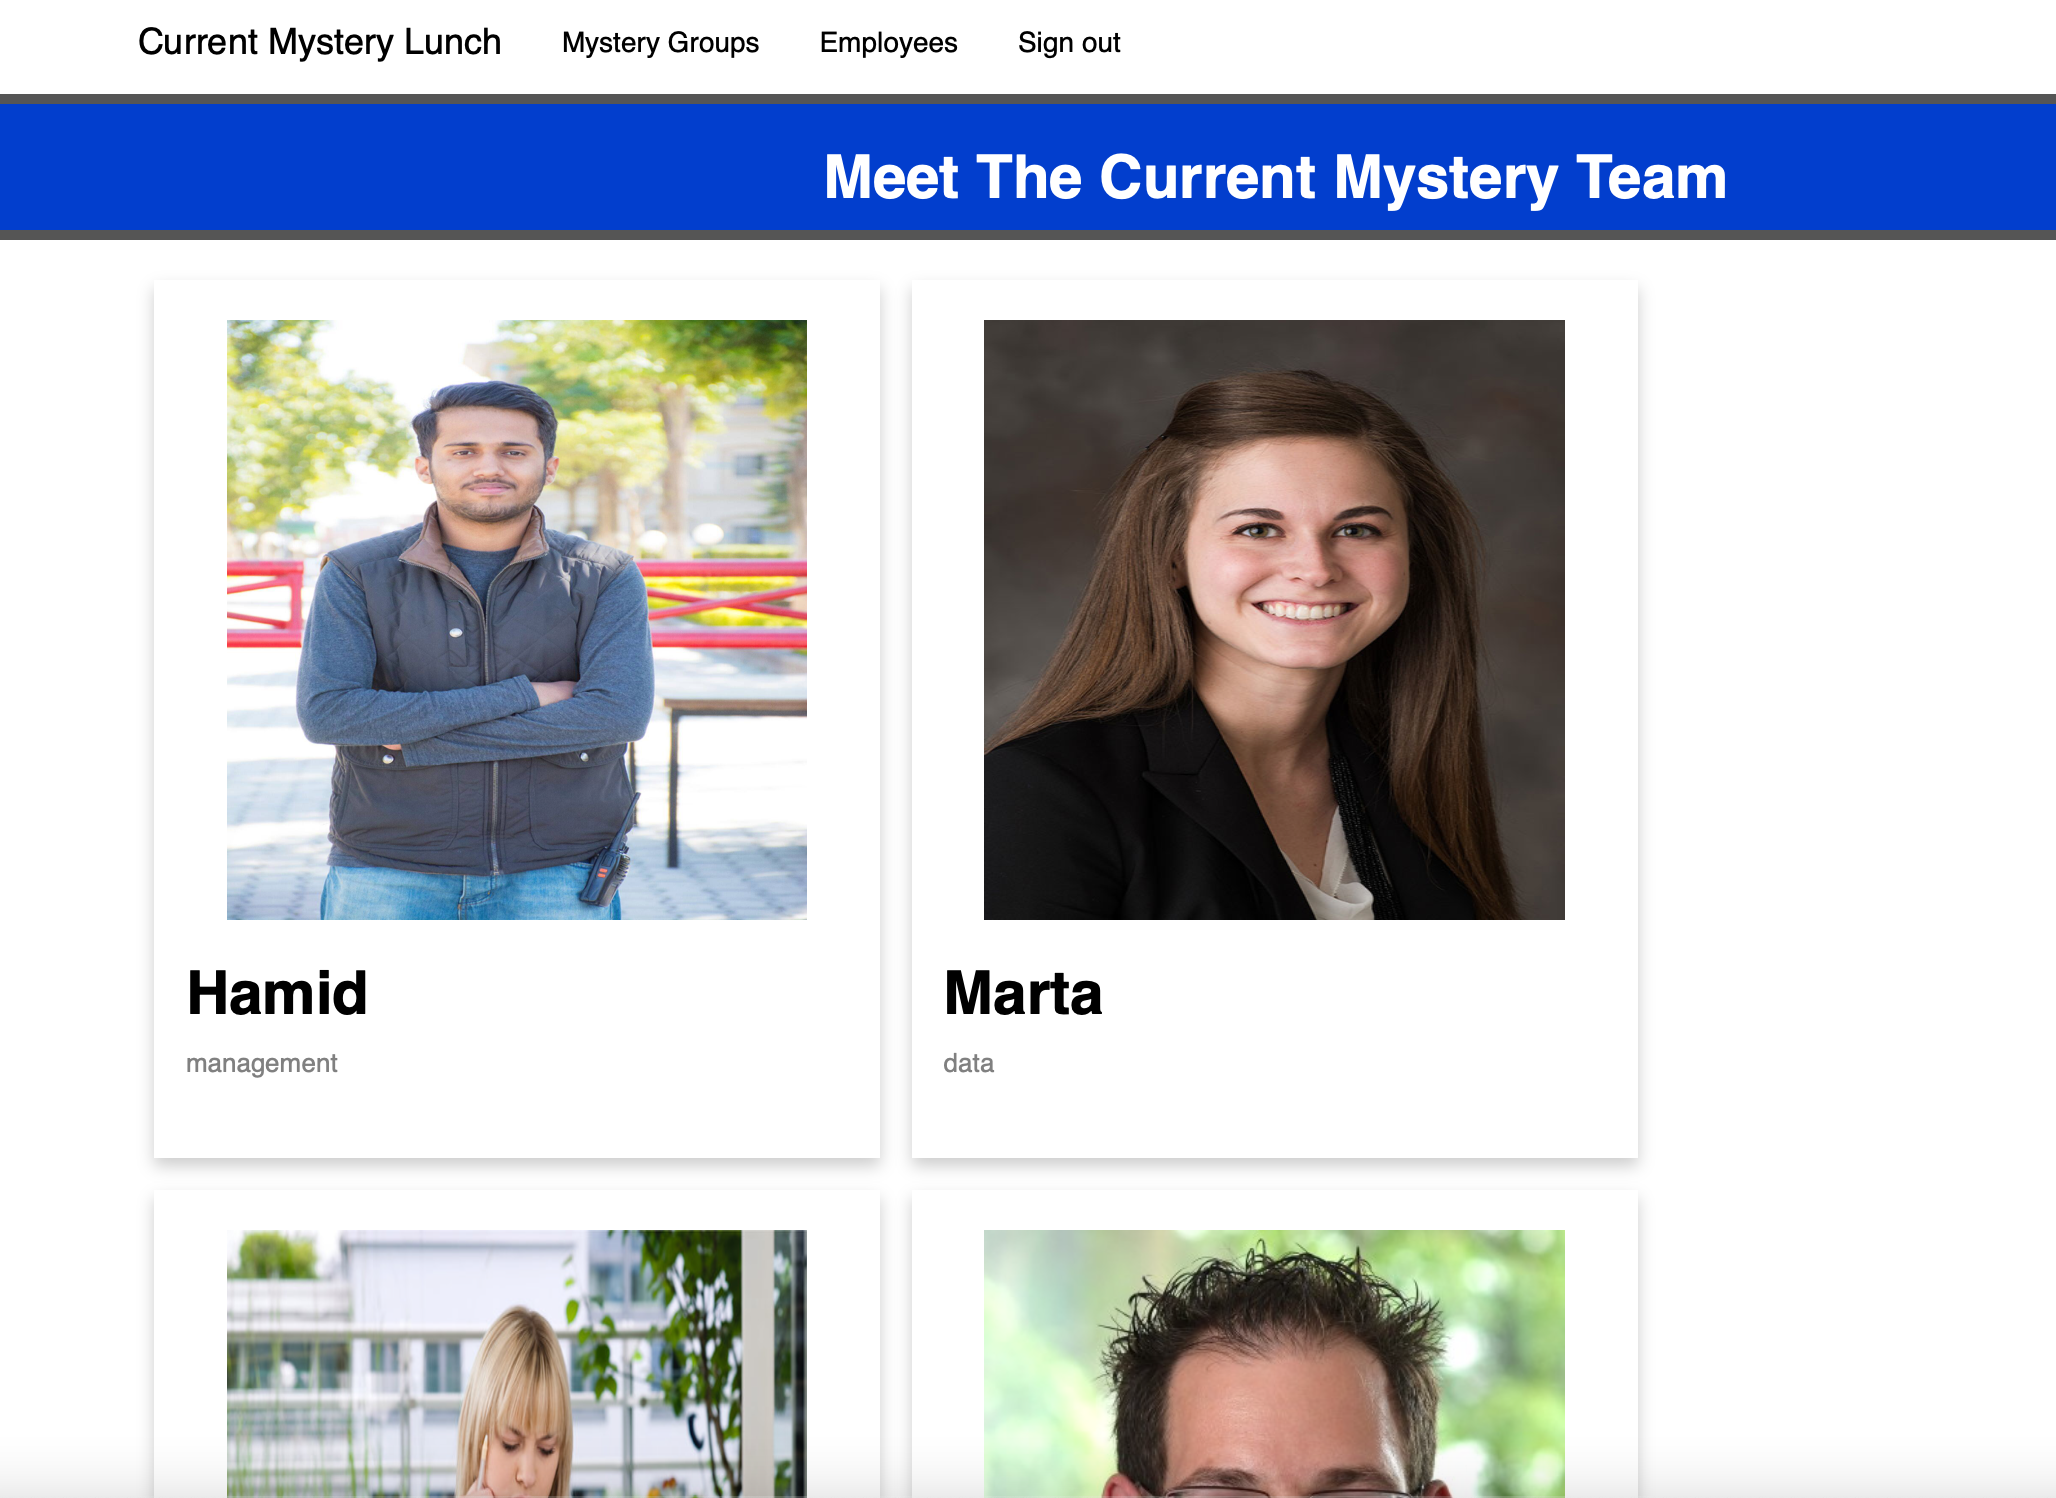 Current Mystery Lunch Mystery Groups Employees Sign out
Meet The Current Mystery Team
Hamid
management
Marta
data